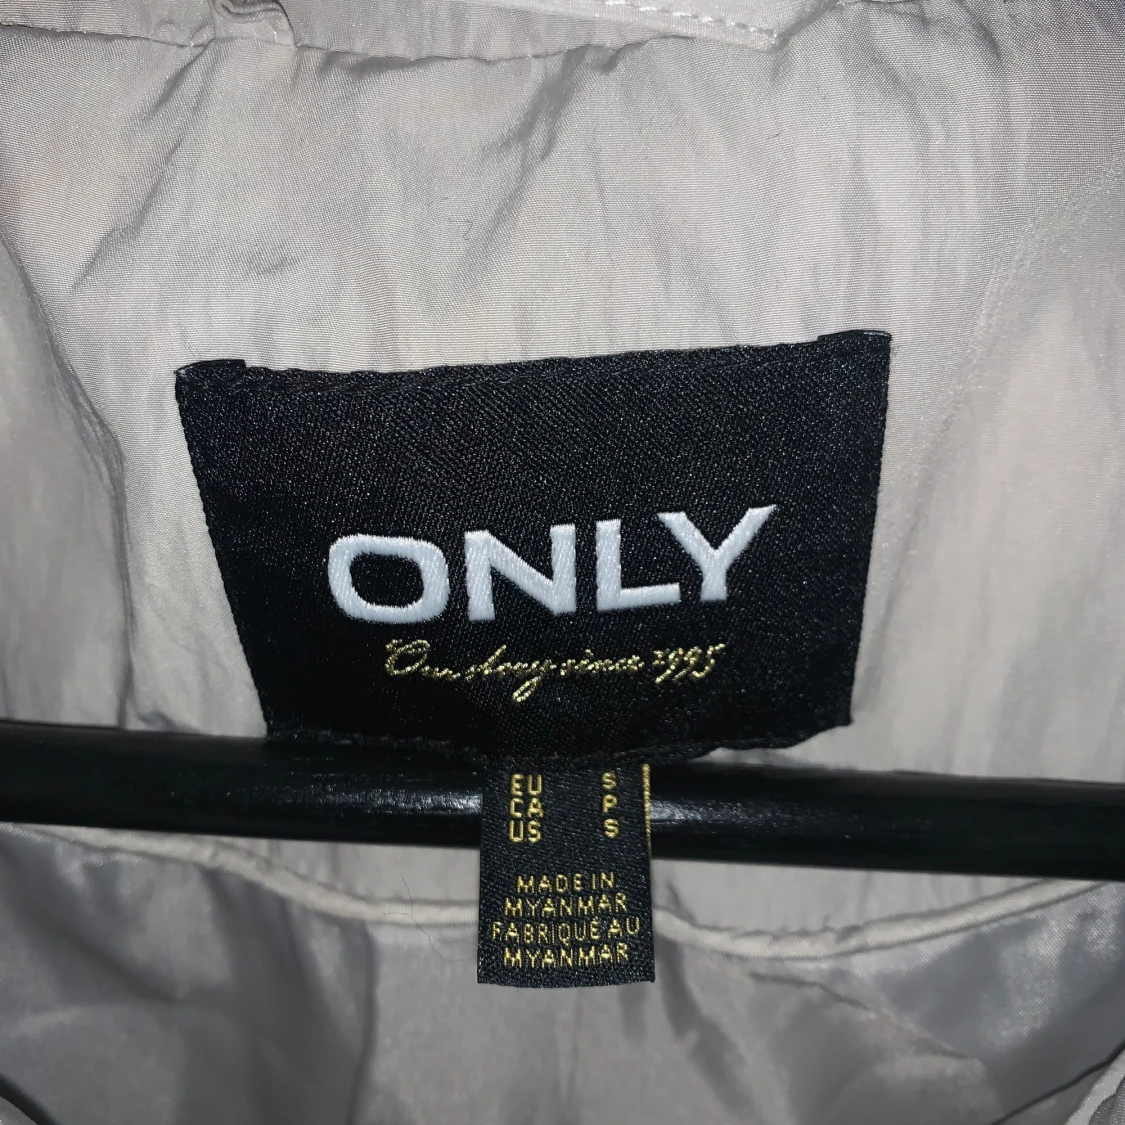 ONLY
Our story since 1995
EU S
CA P
US S
MADE IN
MYANMAR
FABRIQUÉ AU
MYANMAR